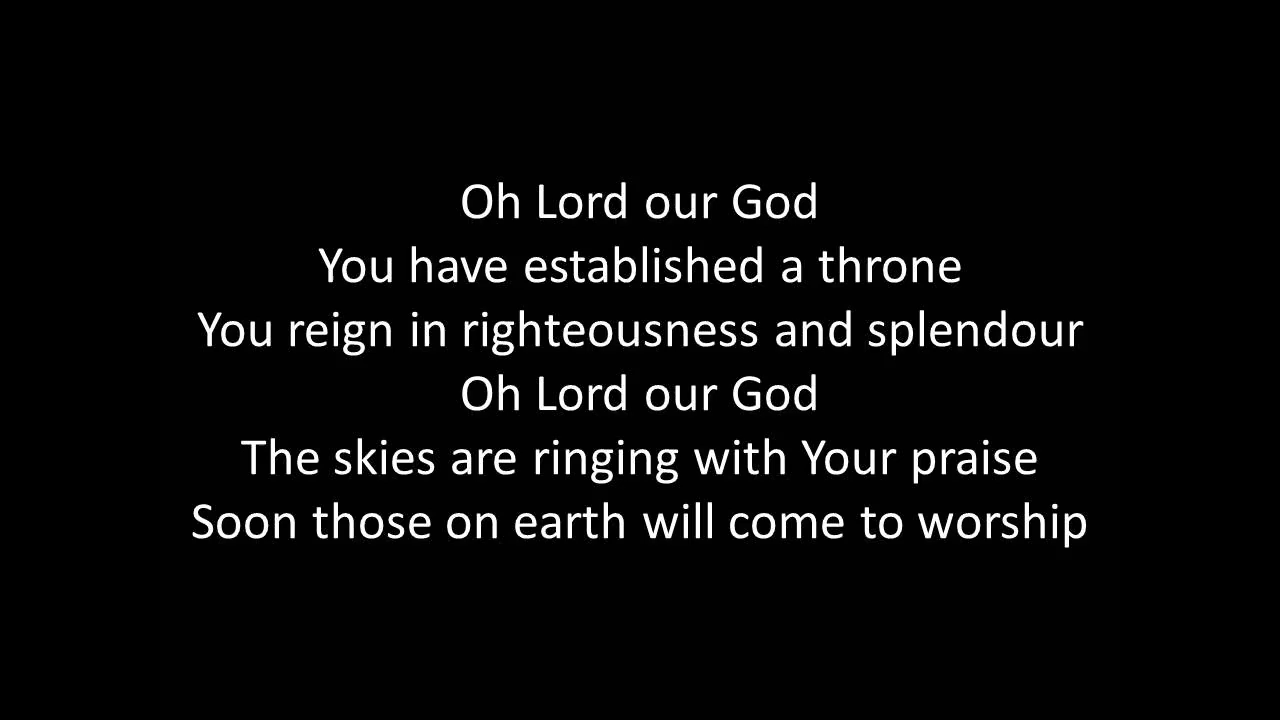 Oh Lord our God
You have established a throne
You reign in righteousness and splendour
Oh Lord our God
The skies are ringing with Your praise
Soon those on earth will come to worship